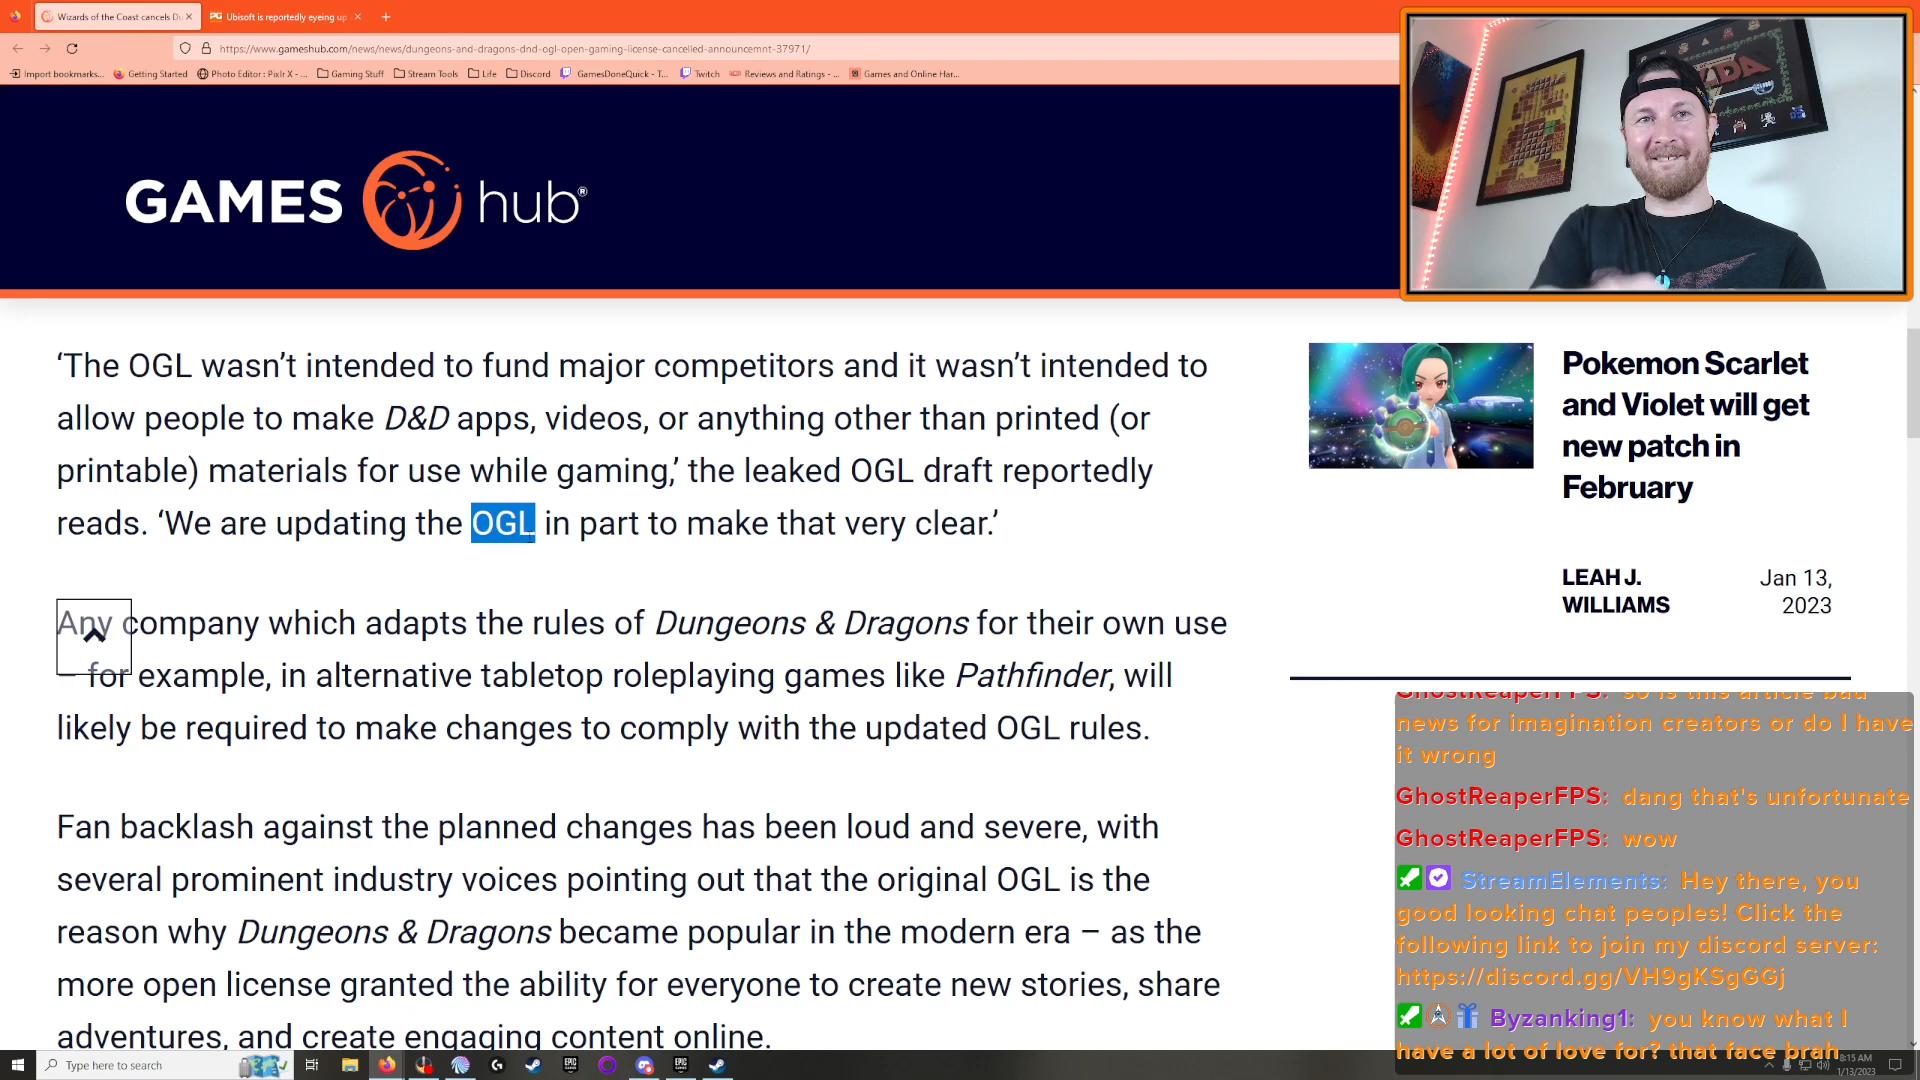 Wizards of the Coast cancels Du
Ubisoft is reportedly eyeing up
https://www.gameshub.com/news/news/dungeons-and-dragons-dnd-ogl-open-gaming-license-cancelled-announcemnt-37971/
Import bookmarks... Getting Started Photo Editor : Pixlr X - ... Gaming Stuff Stream Tools Life Discord GamesDoneQuick - T... Twitch Reviews and Ratings - ... Games and Online Har...
GAMES hub®
‘The OGL wasn’t intended to fund major competitors and it wasn’t intended to
allow people to make D&D apps, videos, or anything other than printed (or
printable) materials for use while gaming,’ the leaked OGL draft reportedly
reads. ‘We are updating the OGL in part to make that very clear.’
Any company which adapts the rules of Dungeons & Dragons for their own use
– for example, in alternative tabletop roleplaying games like Pathfinder, will
likely be required to make changes to comply with the updated OGL rules.
Fan backlash against the planned changes has been loud and severe, with
several prominent industry voices pointing out that the original OGL is the
reason why Dungeons & Dragons became popular in the modern era – as the
more open license granted the ability for everyone to create new stories, share
adventures, and create engaging content online.
Pokemon Scarlet
and Violet will get
new patch in
February
LEAH J.
WILLIAMS
Jan 13,
2023
GhostReaperFPS: so is this article bad
news for imagination creators or do I have
it wrong
GhostReaperFPS: dang that's unfortunate
GhostReaperFPS: wow
StreamElements: Hey there, you
good looking chat peoples! Click the
following link to join my discord server:
https://discord.gg/VH9gKSgGGj
Byzanking1: you know what I
have a lot of love for? that face brah
Type here to search
8:15 AM
1/13/2023